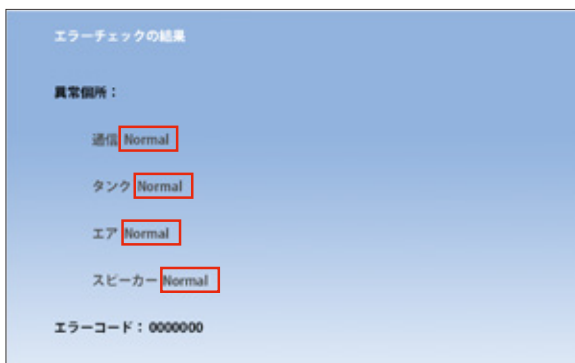 エラーチェックの結果
異常個所：
通信 Normal
タンク Normal
エア Normal
スピーカー Normal
エラーコード：0000000